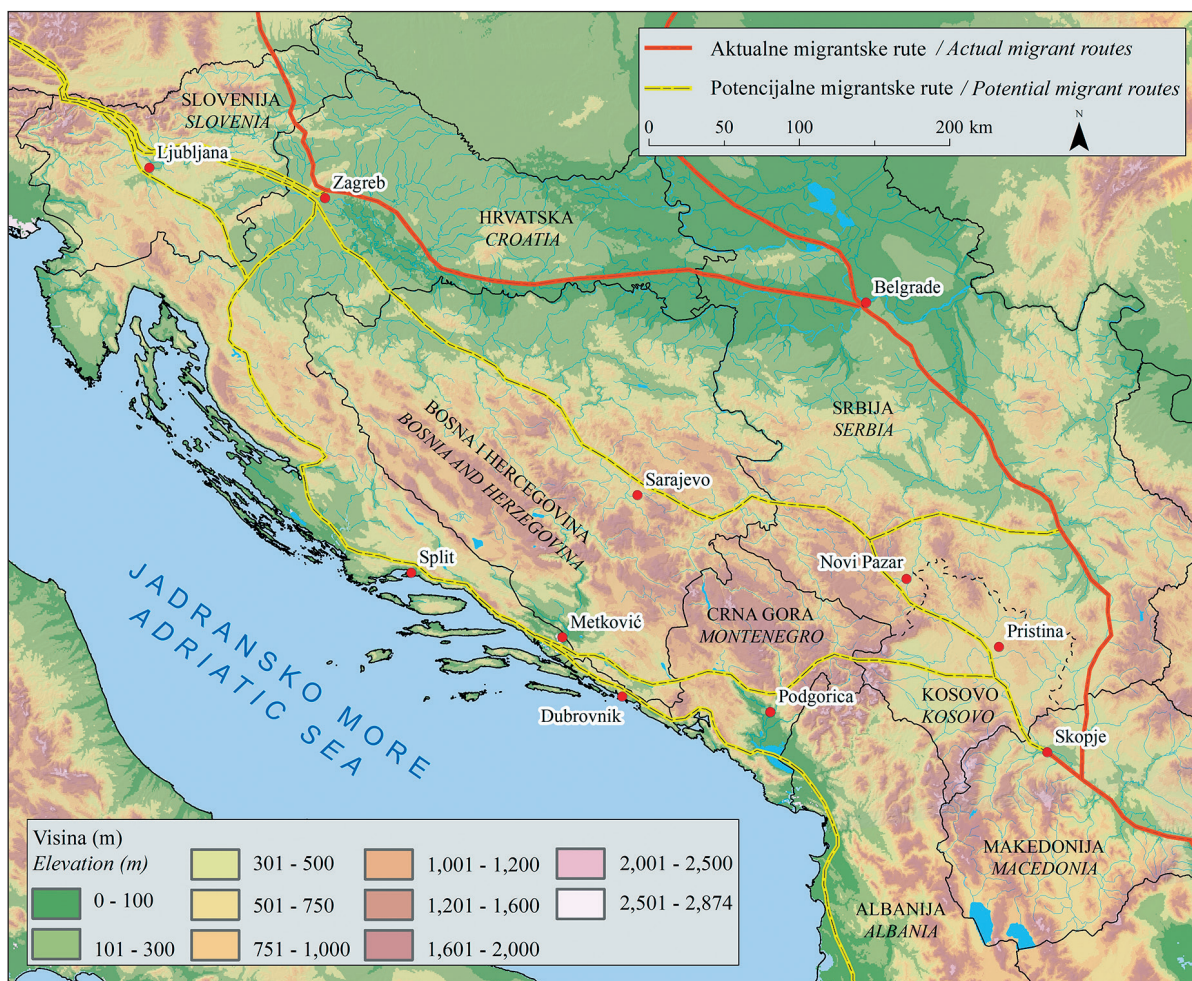 Aktualne migrantske rute / Actual migrant routes
Potencijalne migrantske rute / Potential migrant routes
0 50 100 200 km
N
SLOVENIJA
SLOVENIA
Ljubljana
Zagreb
HRVATSKA
CROATIA
Belgrade
SRBIJA
SERBIA
BOSNA I HERCEGOVINA
BOSNIA AND HERZEGOVINA
Sarajevo
Split
Novi Pazar
Metković
CRNA GORA
MONTENEGRO
Pristina
JADRANSKO MORE
ADRIATIC SEA
Dubrovnik
Podgorica
KOSOVO
KOSOVO
Skopje
MAKEDONIJA
MACEDONIA
ALBANIJA
ALBANIA
Visina (m)
Elevation (m)
0 - 100
101 - 300
301 - 500
501 - 750
751 - 1,000
1,001 - 1,200
1,201 - 1,600
1,601 - 2,000
2,001 - 2,500
2,501 - 2,874